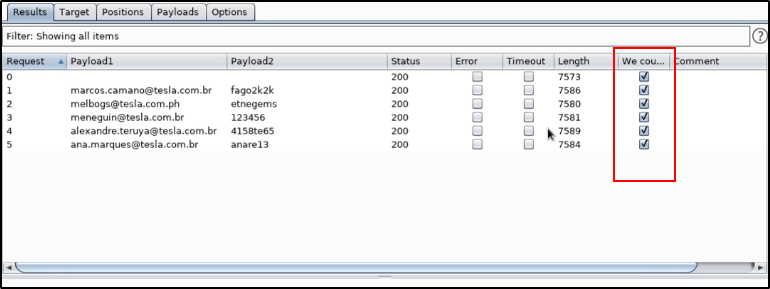 Results Target Positions Payloads Options
Filter: Showing all items ?
Request Payload1 Payload2 Status Error Timeout Length We cou... Comment
0 200 7573
1 marcos.camano@tesla.com.br fago2k2k 200 7586
2 melbogs@tesla.com.ph etnegems 200 7580
3 meneguin@tesla.com.br 123456 200 7581
4 alexandre.teruya@tesla.com.br 4158te65 200 7589
5 ana.marques@tesla.com.br anare13 200 7584